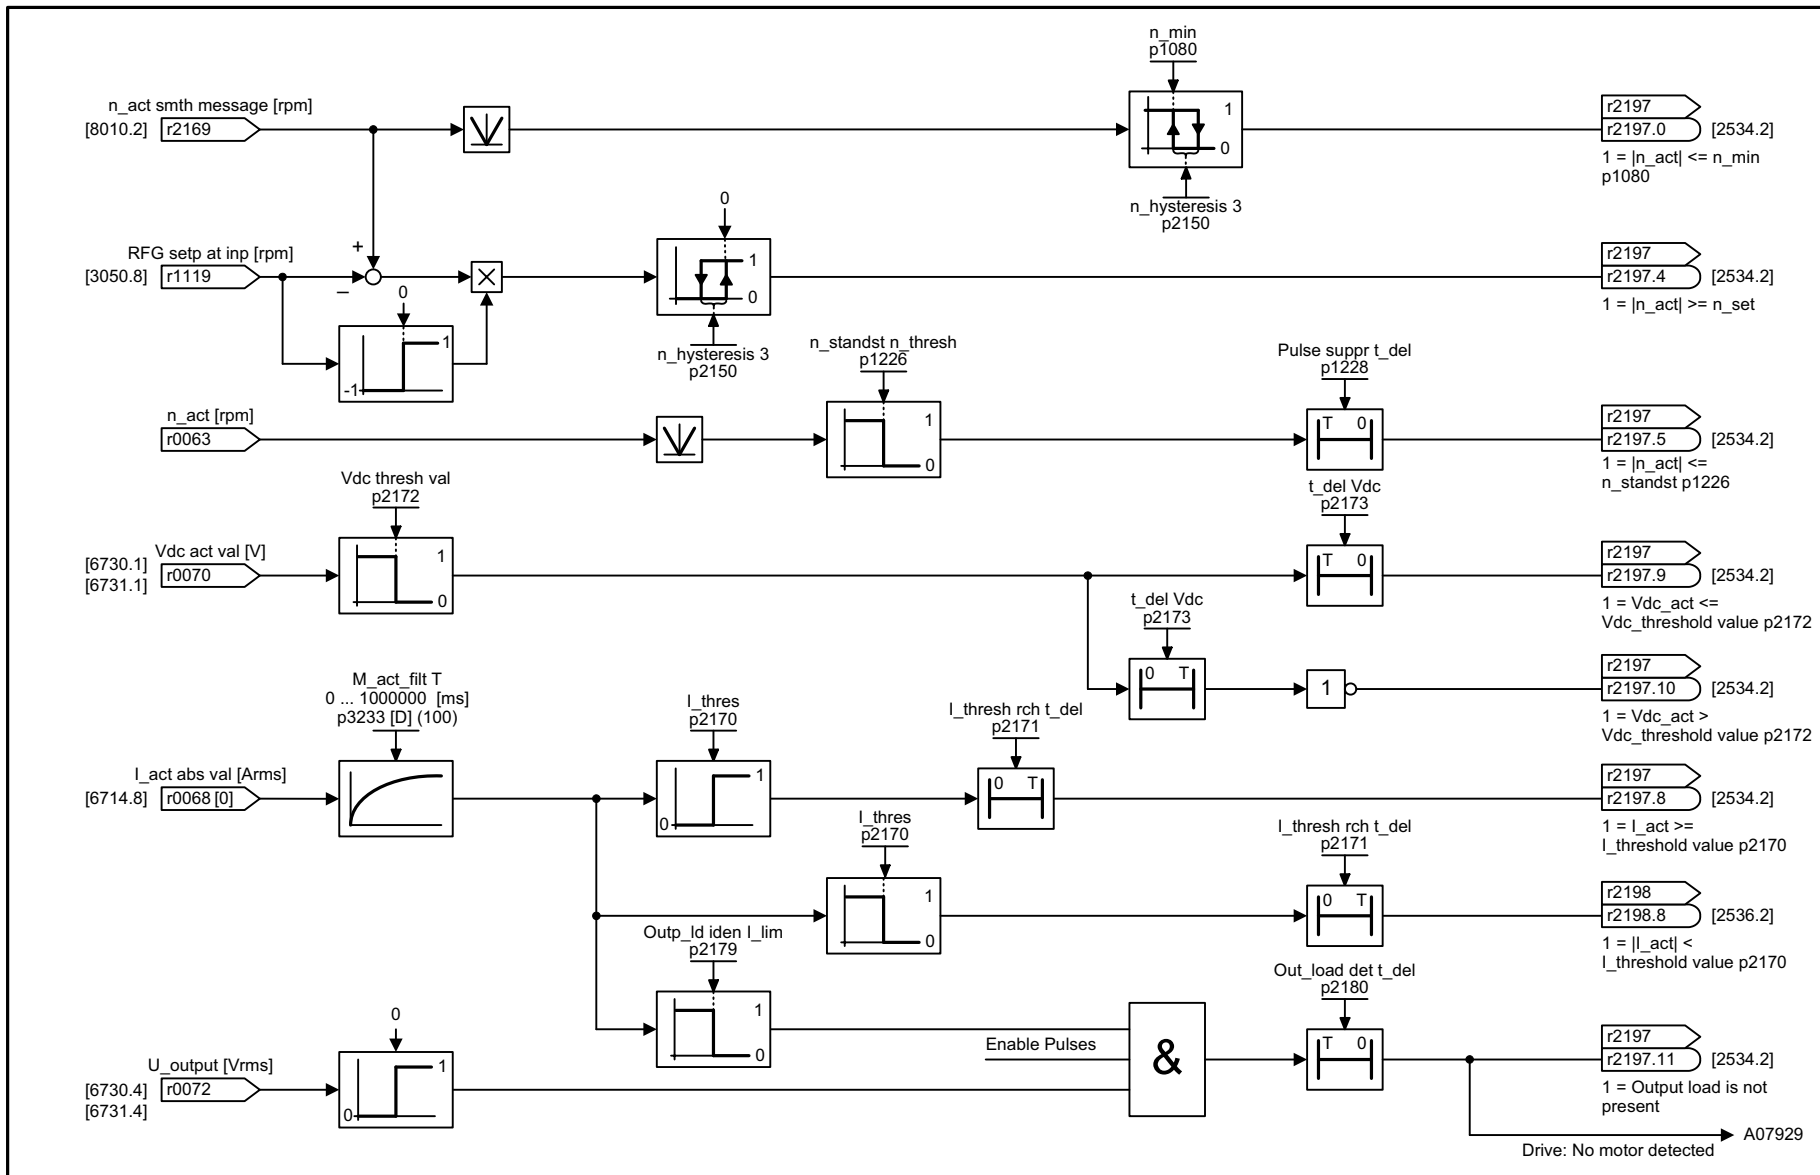 n_min
p1080
n_act smth message [rpm]
[8010.2]
r2169
1
0
r2197
r2197.0
[2534.2]
1 = |n_act| <= n_min
p1080
n_hysteresis 3
p2150
0
+
RFG setp at inp [rpm]
[3050.8]
r1119
–
1
0
r2197
r2197.4
[2534.2]
1 = |n_act| >= n_set
0
1
-1
n_hysteresis 3
p2150
n_standst n_thresh
p1226
Pulse suppr t_del
p1228
n_act [rpm]
r0063
1
0
T 0
r2197
r2197.5
[2534.2]
1 = |n_act| <=
n_standst p1226
Vdc thresh val
p2172
t_del Vdc
p2173
Vdc act val [V]
[6730.1]
[6731.1]
r0070
1
0
T 0
r2197
r2197.9
[2534.2]
1 = Vdc_act <=
Vdc_threshold value p2172
t_del Vdc
p2173
0 T
1
r2197
r2197.10
[2534.2]
1 = Vdc_act >
Vdc_threshold value p2172
M_act_filt T
0 ... 1000000 [ms]
p3233 [D] (100)
I_thres
p2170
I_thresh rch t_del
p2171
I_act abs val [Arms]
[6714.8]
r0068 [0]
1
0
0 T
r2197
r2197.8
[2534.2]
1 = I_act >=
I_threshold value p2170
I_thres
p2170
I_thresh rch t_del
p2171
1
0
0 T
r2198
r2198.8
[2536.2]
1 = |I_act| <
I_threshold value p2170
Outp_ld iden I_lim
p2179
Out_load det t_del
p2180
1
0
Enable Pulses
&
T 0
r2197
r2197.11
[2534.2]
1 = Output load is not
present
0
U_output [Vrms]
[6730.4]
[6731.4]
r0072
1
0
A07929
Drive: No motor detected